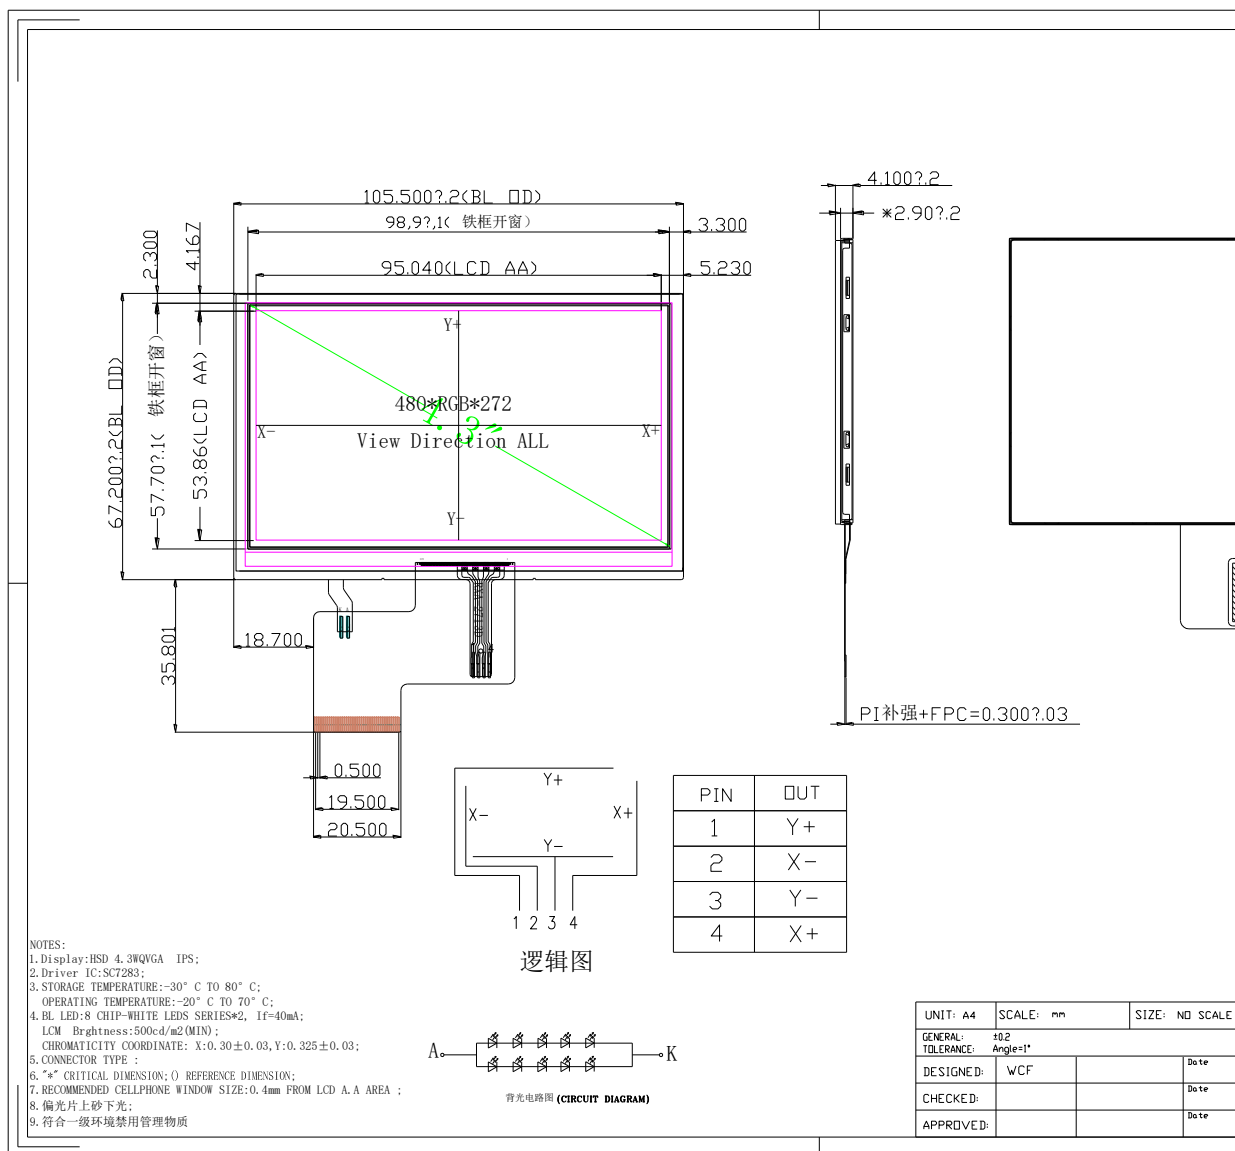 105.500?.2(BL OD)
98,9?,1( 铁框开窗)
3.300
95.040(LCD AA)
5.230
2.300
4.167
67.200?.2(BL OD)
57.70?.1( 铁框开窗)
53.86(LCD AA)
Y+
480*RGB*272
4.3"
X-
X+
View Direction ALL
Y-
4.100?.2
*2.90?.2
PI补强+FPC=0.300?.03
18.700
35.801
0.500
19.500
20.500
Y+
X-
X+
Y-
1 2 3 4
逻辑图
PIN OUT
1 Y+
2 X-
3 Y-
4 X+
NOTES:
1.Display:HSD 4.3WQVGA IPS;
2.Driver IC:SC7283;
3.STORAGE TEMPERATURE:-30° C TO 80° C;
OPERATING TEMPERATURE:-20° C TO 70° C;
4.BL LED:8 CHIP-WHITE LEDS SERIES*2, If=40mA;
LCM Brghtness:500cd/m2(MIN);
CHROMATICITY COORDINATE: X:0.30±0.03,Y:0.325±0.03;
5.CONNECTOR TYPE :
6."*" CRITICAL DIMENSION;() REFERENCE DIMENSION;
7.RECOMMENDED CELLPHONE WINDOW SIZE:0.4mm FROM LCD A.A AREA ;
8.偏光片上砂下光;
9.符合一级环境禁用管理物质
A
K
背光电路图 (CIRCUIT DIAGRAM)
UNIT: A4 SCALE: mm SIZE: NO SCALE
GENERAL: ±0.2
TOLERANCE: Angle=1°
DESIGNED: WCF Date
CHECKED: Date
APPROVED: Date